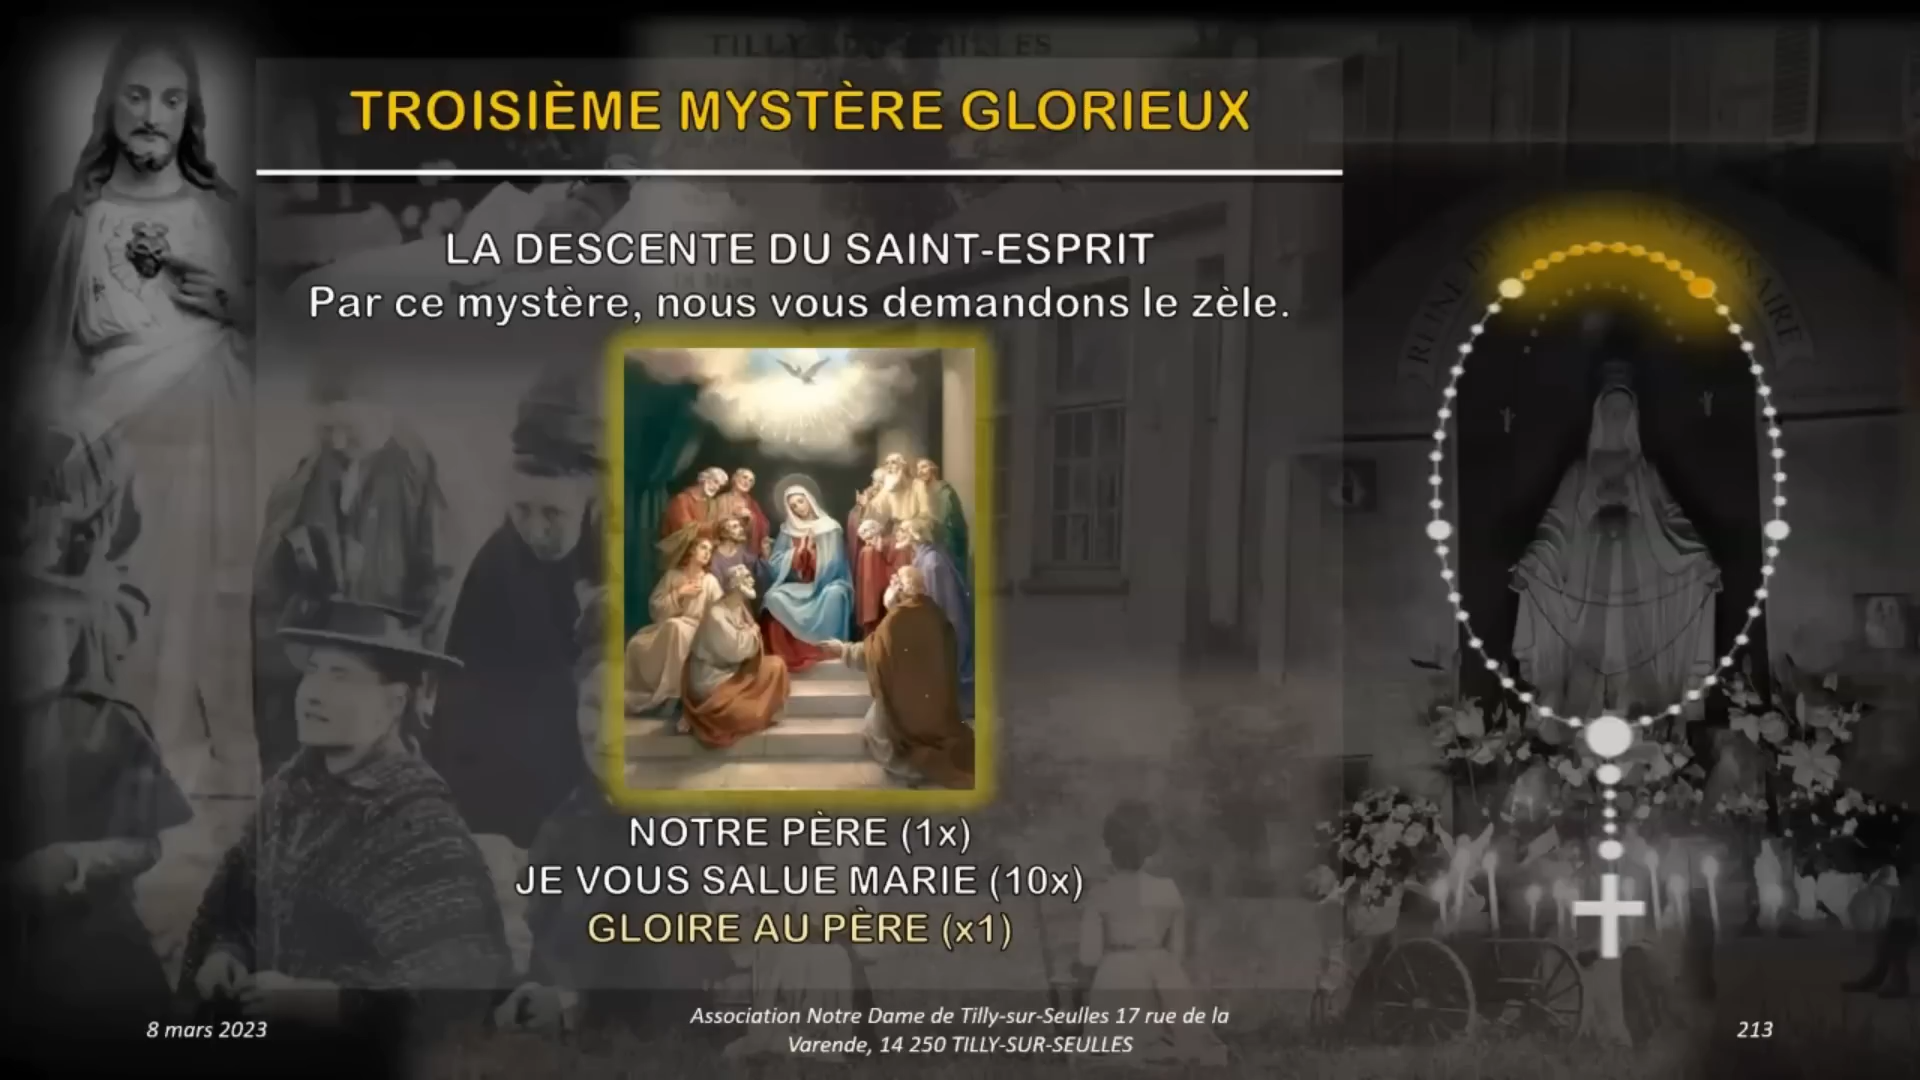 TROISIÈME MYSTÈRE GLORIEUX
LA DESCENTE DU SAINT-ESPRIT
Par ce mystère, nous vous demandons le zèle.
NOTRE PÈRE (1x)
JE VOUS SALUE MARIE (10x)
GLOIRE AU PÈRE (x1)
8 mars 2023
Association Notre Dame de Tilly-sur-Seulles 17 rue de la
Varende, 14 250 TILLY-SUR-SEULLES
213